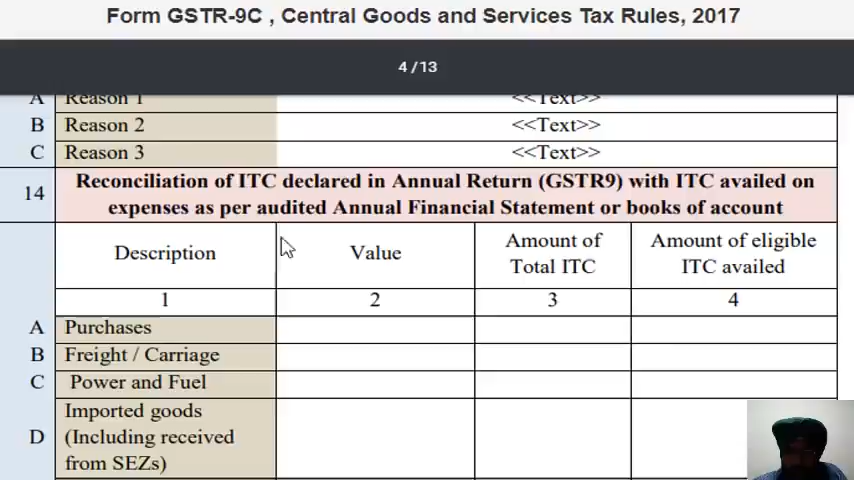 Form GSTR-9C , Central Goods and Services Tax Rules, 2017
4 / 13
A Reason 1 <<Text>>
B Reason 2 <<Text>>
C Reason 3 <<Text>>
14 Reconciliation of ITC declared in Annual Return (GSTR9) with ITC availed on
expenses as per audited Annual Financial Statement or books of account
Description Value Amount of Total ITC Amount of eligible ITC availed
1 2 3 4
A Purchases
B Freight / Carriage
C Power and Fuel
D Imported goods
(Including received
from SEZs)